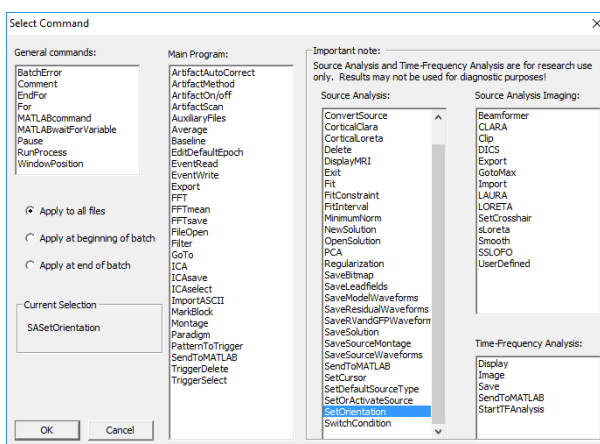 Select Command
General commands:
BatchError
Comment
EndFor
For
MATLABcommand
MATLABwaitForVariable
Pause
RunProcess
WindowPosition
Apply to all files
Apply at beginning of batch
Apply at end of batch
Current Selection
SASetOrientation
OK
Cancel
Main Program:
ArtifactAutoCorrect
ArtifactMethod
ArtifactOn/off
ArtifactScan
AuxiliaryFiles
Average
Baseline
EditDefaultEpoch
EventRead
EventWrite
Export
FFT
FFTmean
FFTsave
FileOpen
Filter
GoTo
ICA
ICAsave
ICAselect
ImportASCII
MarkBlock
Montage
Paradigm
PatternToTrigger
SendToMATLAB
TriggerDelete
TriggerSelect
Important note:
Source Analysis and Time-Frequency Analysis are for research use
only. Results may not be used for diagnostic purposes!
Source Analysis:
ConvertSource
CorticalClara
CorticalLoreta
Delete
DisplayMRI
Exit
Fit
FitConstraint
FitInterval
MinimumNorm
NewSolution
OpenSolution
PCA
Regularization
SaveBitmap
SaveLeadfields
SaveModelWaveforms
SaveResidualWaveforms
SaveRVandGFPWaveform
SaveSolution
SaveSourceMontage
SaveSourceWaveforms
SendToMATLAB
SetCursor
SetDefaultSourceType
SetOrActivateSource
SetOrientation
SwitchCondition
Source Analysis Imaging:
Beamformer
CLARA
Clip
DICS
Export
GotoMax
Import
LAURA
LORETA
SetCrosshair
sLoreta
Smooth
SSLOFO
UserDefined
Time-Frequency Analysis:
Display
Image
Save
SendToMATLAB
StartTFAnalysis